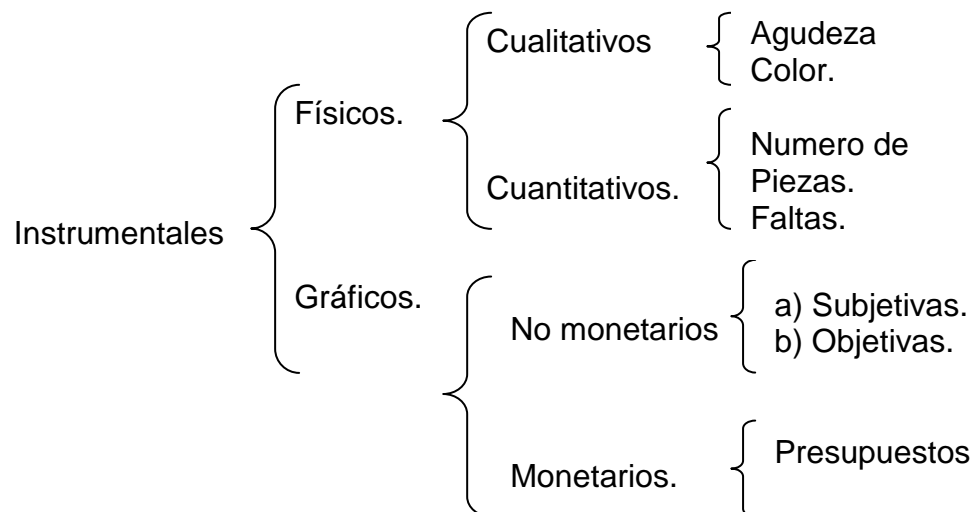 Cualitativos
Agudeza
Color.
Físicos.
Cuantitativos.
Numero de
Piezas.
Faltas.
Instrumentales
Gráficos.
No monetarios
a) Subjetivas.
b) Objetivas.
Monetarios.
Presupuestos